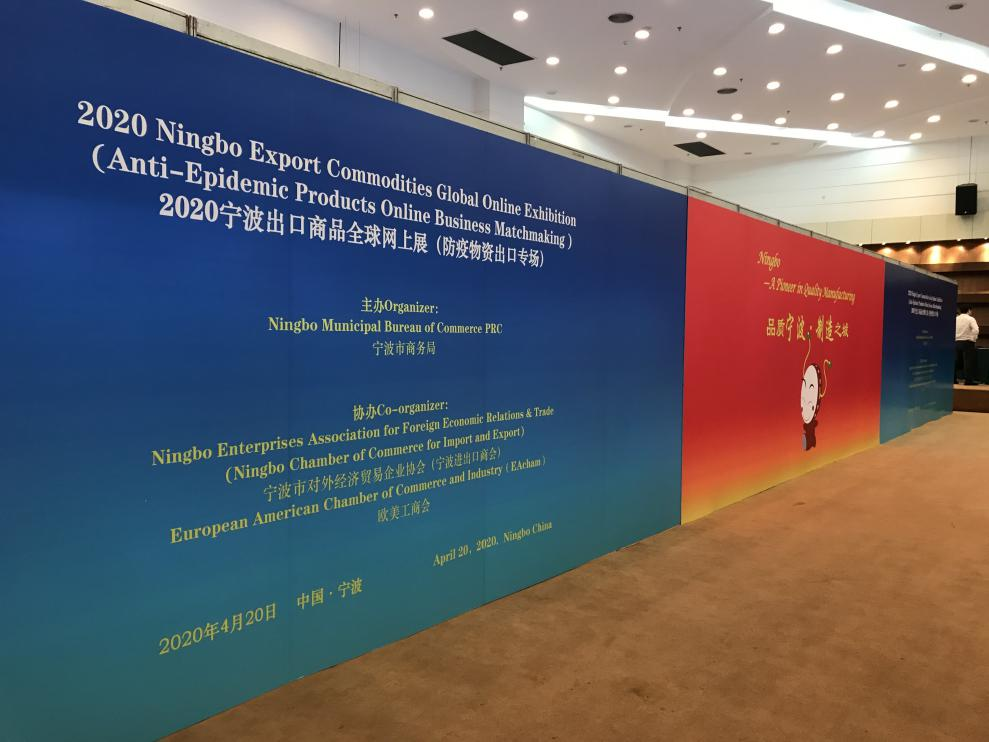 2020 Ningbo Export Commodities Global Online Exhibition
(Anti-Epidemic Products Online Business Matchmaking)
2020宁波出口商品全球网上展（防疫物资出口专场）
主办Organizer:
Ningbo Municipal Bureau of Commerce PRC
宁波市商务局
协办Co-organizer:
Ningbo Enterprises Association for Foreign Economic Relations & Trade
(Ningbo Chamber of Commerce for Import and Export)
宁波市对外经济贸易企业协会（宁波进出口商会）
European American Chamber of Commerce and Industry (EAcham)
欧美工商会
April 20, 2020. Ningbo China
2020年4月20日 中国·宁波
Ningbo
—A Pioneer in Quality Manufacturing
品质宁波：制造之城